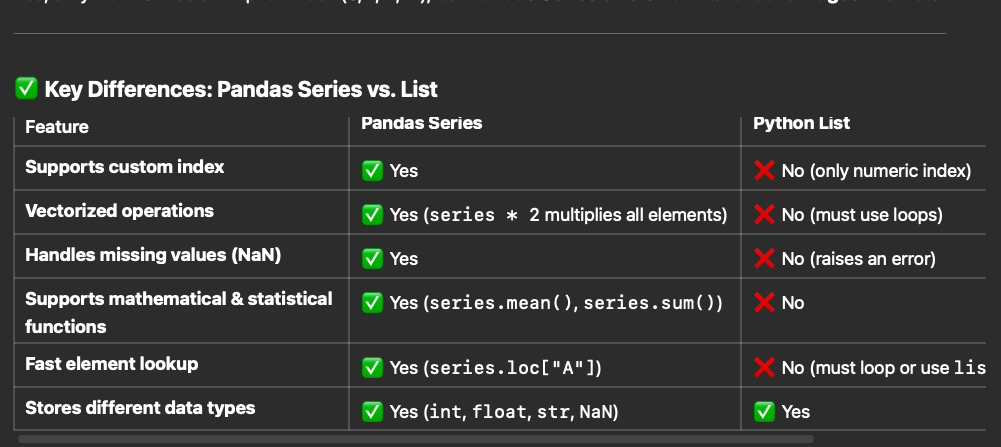 ✅ Key Differences: Pandas Series vs. List
Feature Pandas Series Python List
Supports custom index ✅ Yes ❌ No (only numeric index)
Vectorized operations ✅ Yes (series * 2 multiplies all elements) ❌ No (must use loops)
Handles missing values (NaN) ✅ Yes ❌ No (raises an error)
Supports mathematical & statistical ✅ Yes (series.mean(), series.sum()) ❌ No
functions
Fast element lookup ✅ Yes (series.loc["A"]) ❌ No (must loop or use lis
Stores different data types ✅ Yes (int, float, str, NaN) ✅ Yes